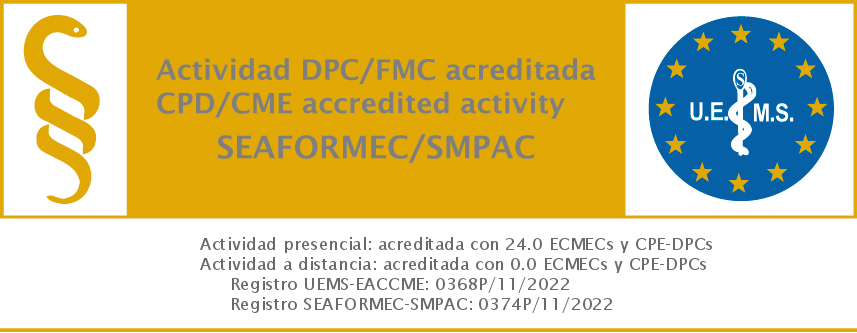 Actividad DPC/FMC acreditada
CPD/CME accredited activity
SEAFORMEC/SMPAC
U.E. M.S.
Actividad presencial: acreditada con 24.0 ECMECs y CPE-DPCs
Actividad a distancia: acreditada con 0.0 ECMECs y CPE-DPCs
Registro UEMS-EACCME: 0368P/11/2022
Registro SEAFORMEC-SMPAC: 0374P/11/2022